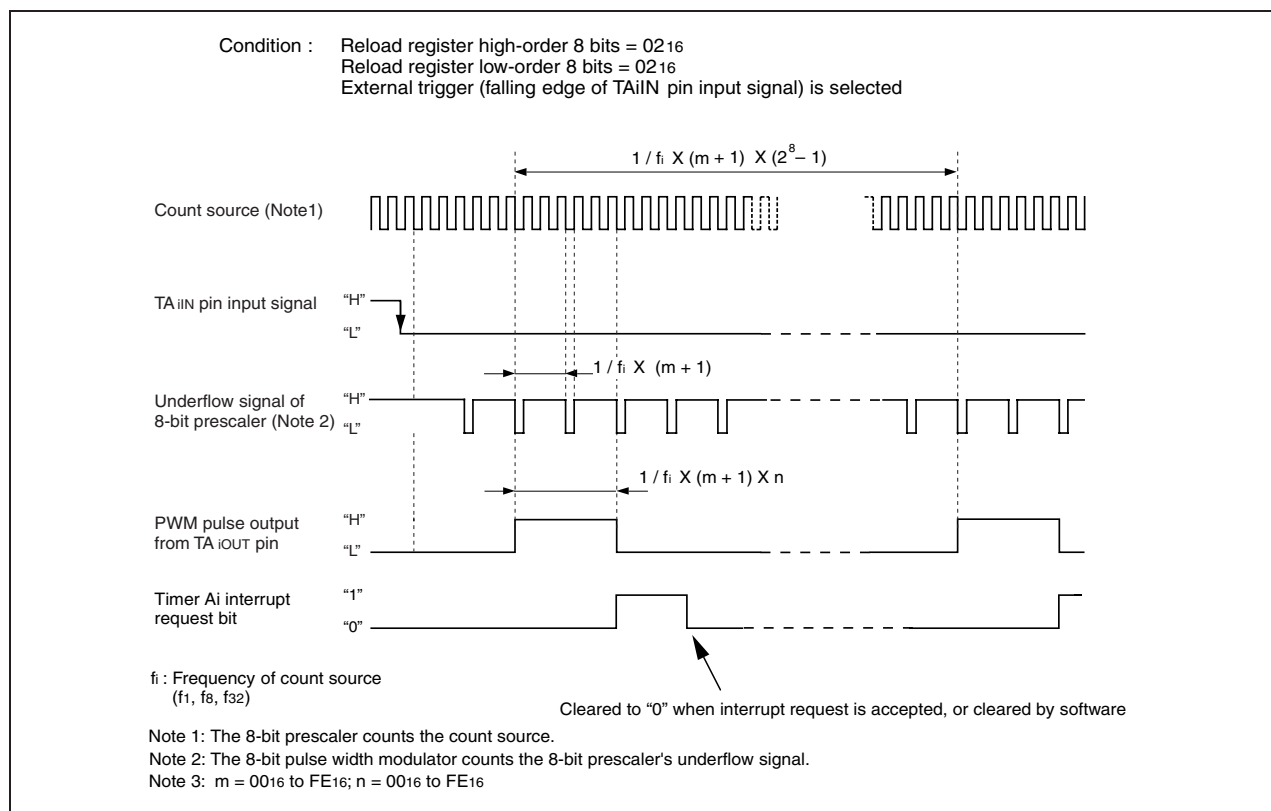 Condition : Reload register high-order 8 bits = 0216
Reload register low-order 8 bits = 0216
External trigger (falling edge of TAiIN pin input signal) is selected
1 / fi X (m + 1) X (2^8 – 1)
Count source (Note1)
TAiIN pin input signal
“H”
“L”
1 / fi X (m + 1)
Underflow signal of
8-bit prescaler (Note 2)
“H”
“L”
1 / fi X (m + 1) X n
PWM pulse output
from TAiOUT pin
“H”
“L”
Timer Ai interrupt
request bit
“1”
“0”
fi : Frequency of count source
(f1, f8, f32)
Cleared to “0” when interrupt request is accepted, or cleared by software
Note 1: The 8-bit prescaler counts the count source.
Note 2: The 8-bit pulse width modulator counts the 8-bit prescaler's underflow signal.
Note 3: m = 0016 to FE16; n = 0016 to FE16